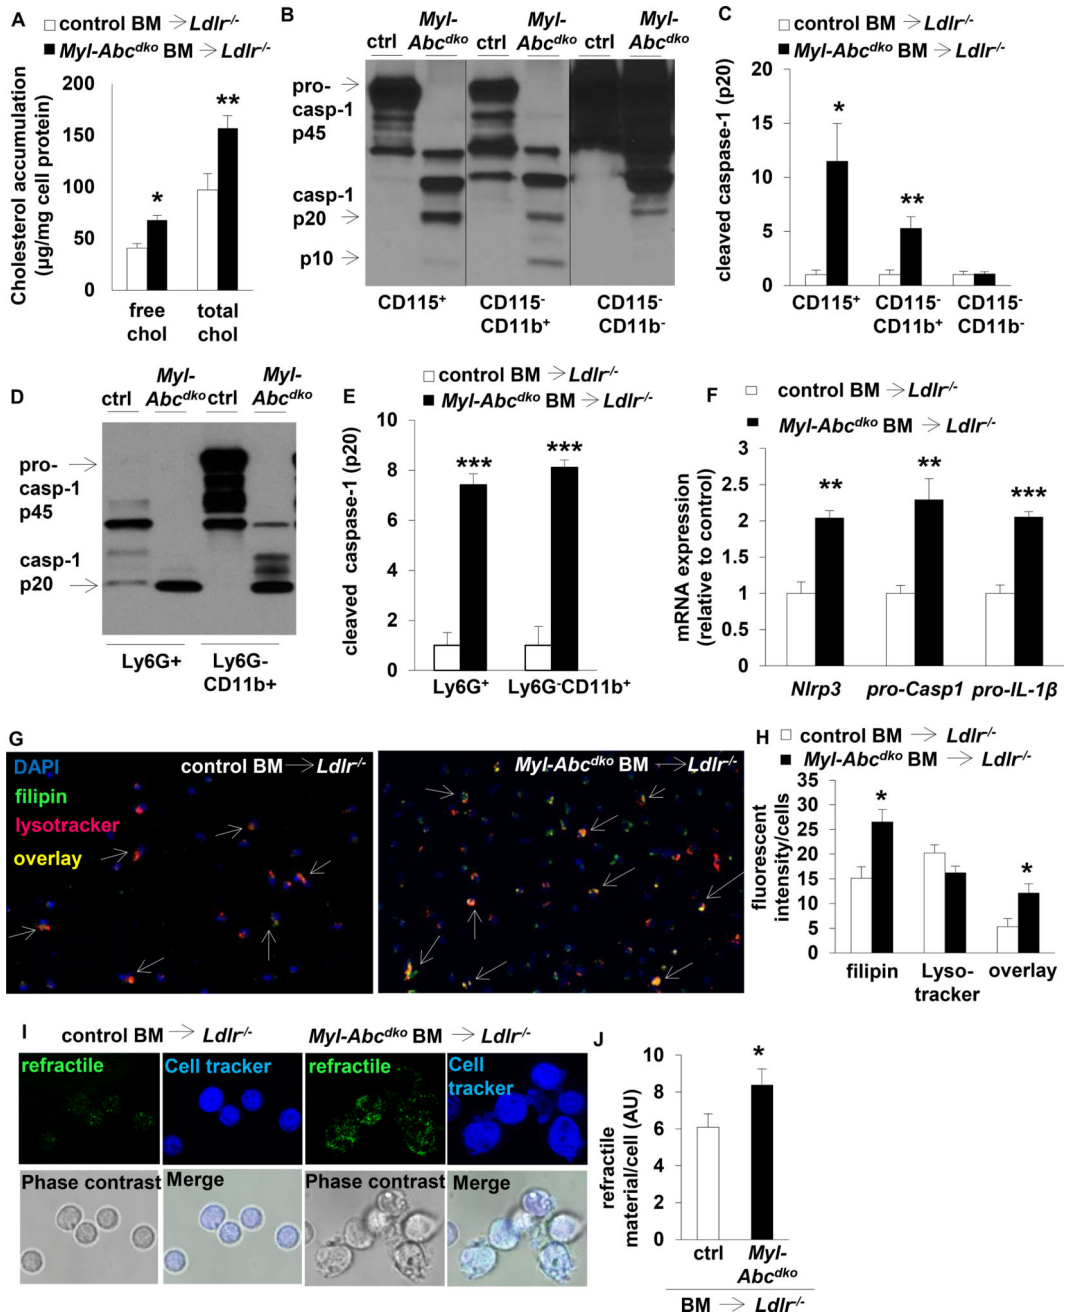 A
□ control BM → Ldlr-/-
■ Myl-Abcdko BM → Ldlr-/-
Cholesterol accumulation
(µg/mg cell protein)
200
150
100
50
0
*
**
free
chol
total
chol
B
ctrl
Myl-
Abcdko
ctrl
Myl-
Abcdko
ctrl
Myl-
Abcdko
pro-
casp-1
p45
casp-1
p20
p10
CD115+
CD115-
CD11b+
CD115-
CD11b-
C
□ control BM → Ldlr-/-
■ Myl-Abcdko BM → Ldlr-/-
cleaved caspase-1 (p20)
20
15
10
5
0
*
**
CD115+
CD115-
CD11b+
CD115-
CD11b-
D
ctrl
Myl-
Abcdko
ctrl
Myl-
Abcdko
pro-
casp-1
p45
casp-1
p20
Ly6G+
Ly6G-
CD11b+
E
□ control BM → Ldlr-/-
■ Myl-Abcdko BM → Ldlr-/-
cleaved caspase-1 (p20)
10
8
6
4
2
0
***
***
Ly6G+
Ly6G-CD11b+
F
□ control BM → Ldlr-/-
■ Myl-Abcdko BM → Ldlr-/-
mRNA expression
(relative to control)
3
2.5
2
1.5
1
0.5
0
**
**
***
Nlrp3
pro-Casp1
pro-IL-1β
G
DAPI
filipin
lysotracker
overlay
control BM → Ldlr-/-
Myl-Abcdko BM → Ldlr-/-
H
□ control BM → Ldlr-/-
■ Myl-Abcdko BM → Ldlr-/-
fluorescent
intensity/cells
35
30
25
20
15
10
5
0
*
*
filipin
Lyso-
tracker
overlay
I
control BM → Ldlr-/-
Myl-Abcdko BM → Ldlr-/-
refractile
Cell tracker
refractile
Cell
tracker
Phase contrast
Merge
Phase contrast
Merge
J
refractile
material/cell (AU)
10
8
6
4
2
0
*
ctrl
Myl-
Abcdko
BM → Ldlr-/-